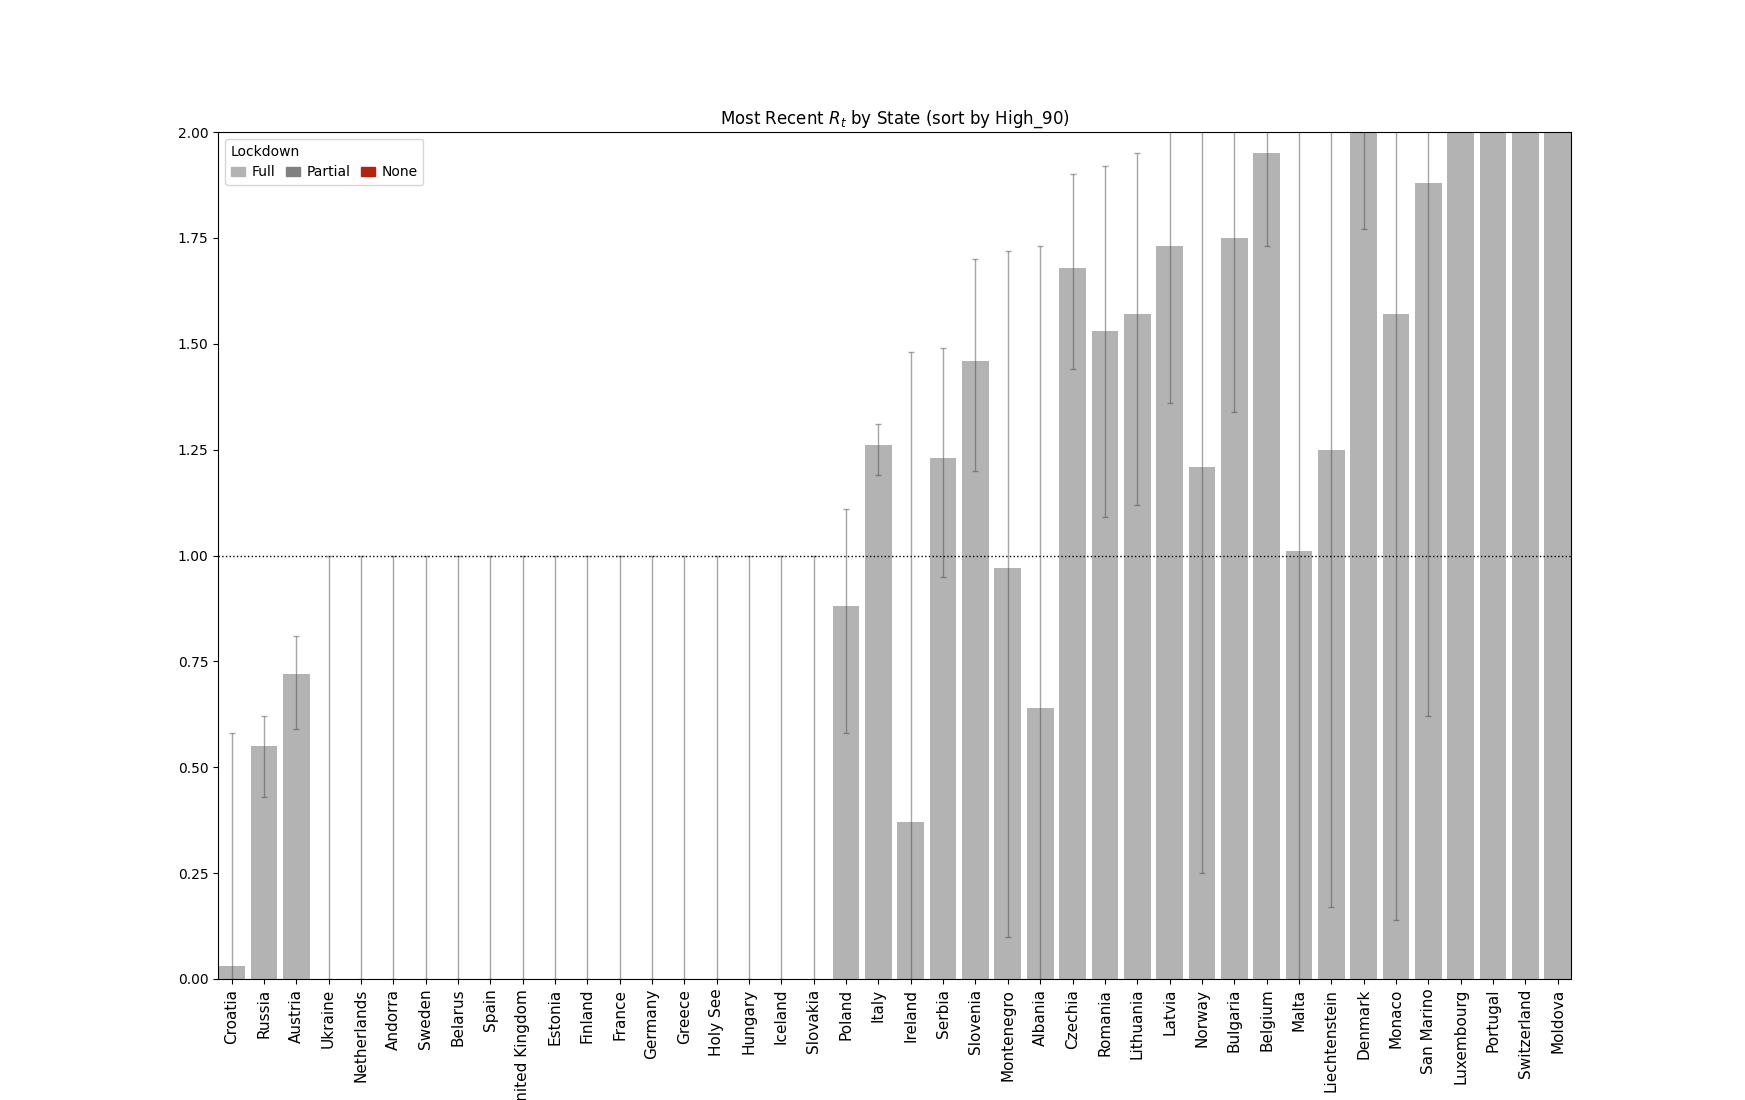 Most Recent R_t by State (sort by High_90)
Lockdown
Full Partial None
2.00
1.75
1.50
1.25
1.00
0.75
0.50
0.25
0.00
Croatia
Russia
Austria
Ukraine
Netherlands
Andorra
Sweden
Belarus
Spain
nited Kingdom
Estonia
Finland
France
Germany
Greece
Holy See
Hungary
Iceland
Slovakia
Poland
Italy
Ireland
Serbia
Slovenia
Montenegro
Albania
Czechia
Romania
Lithuania
Latvia
Norway
Bulgaria
Belgium
Malta
Liechtenstein
Denmark
Monaco
San Marino
Luxembourg
Portugal
Switzerland
Moldova